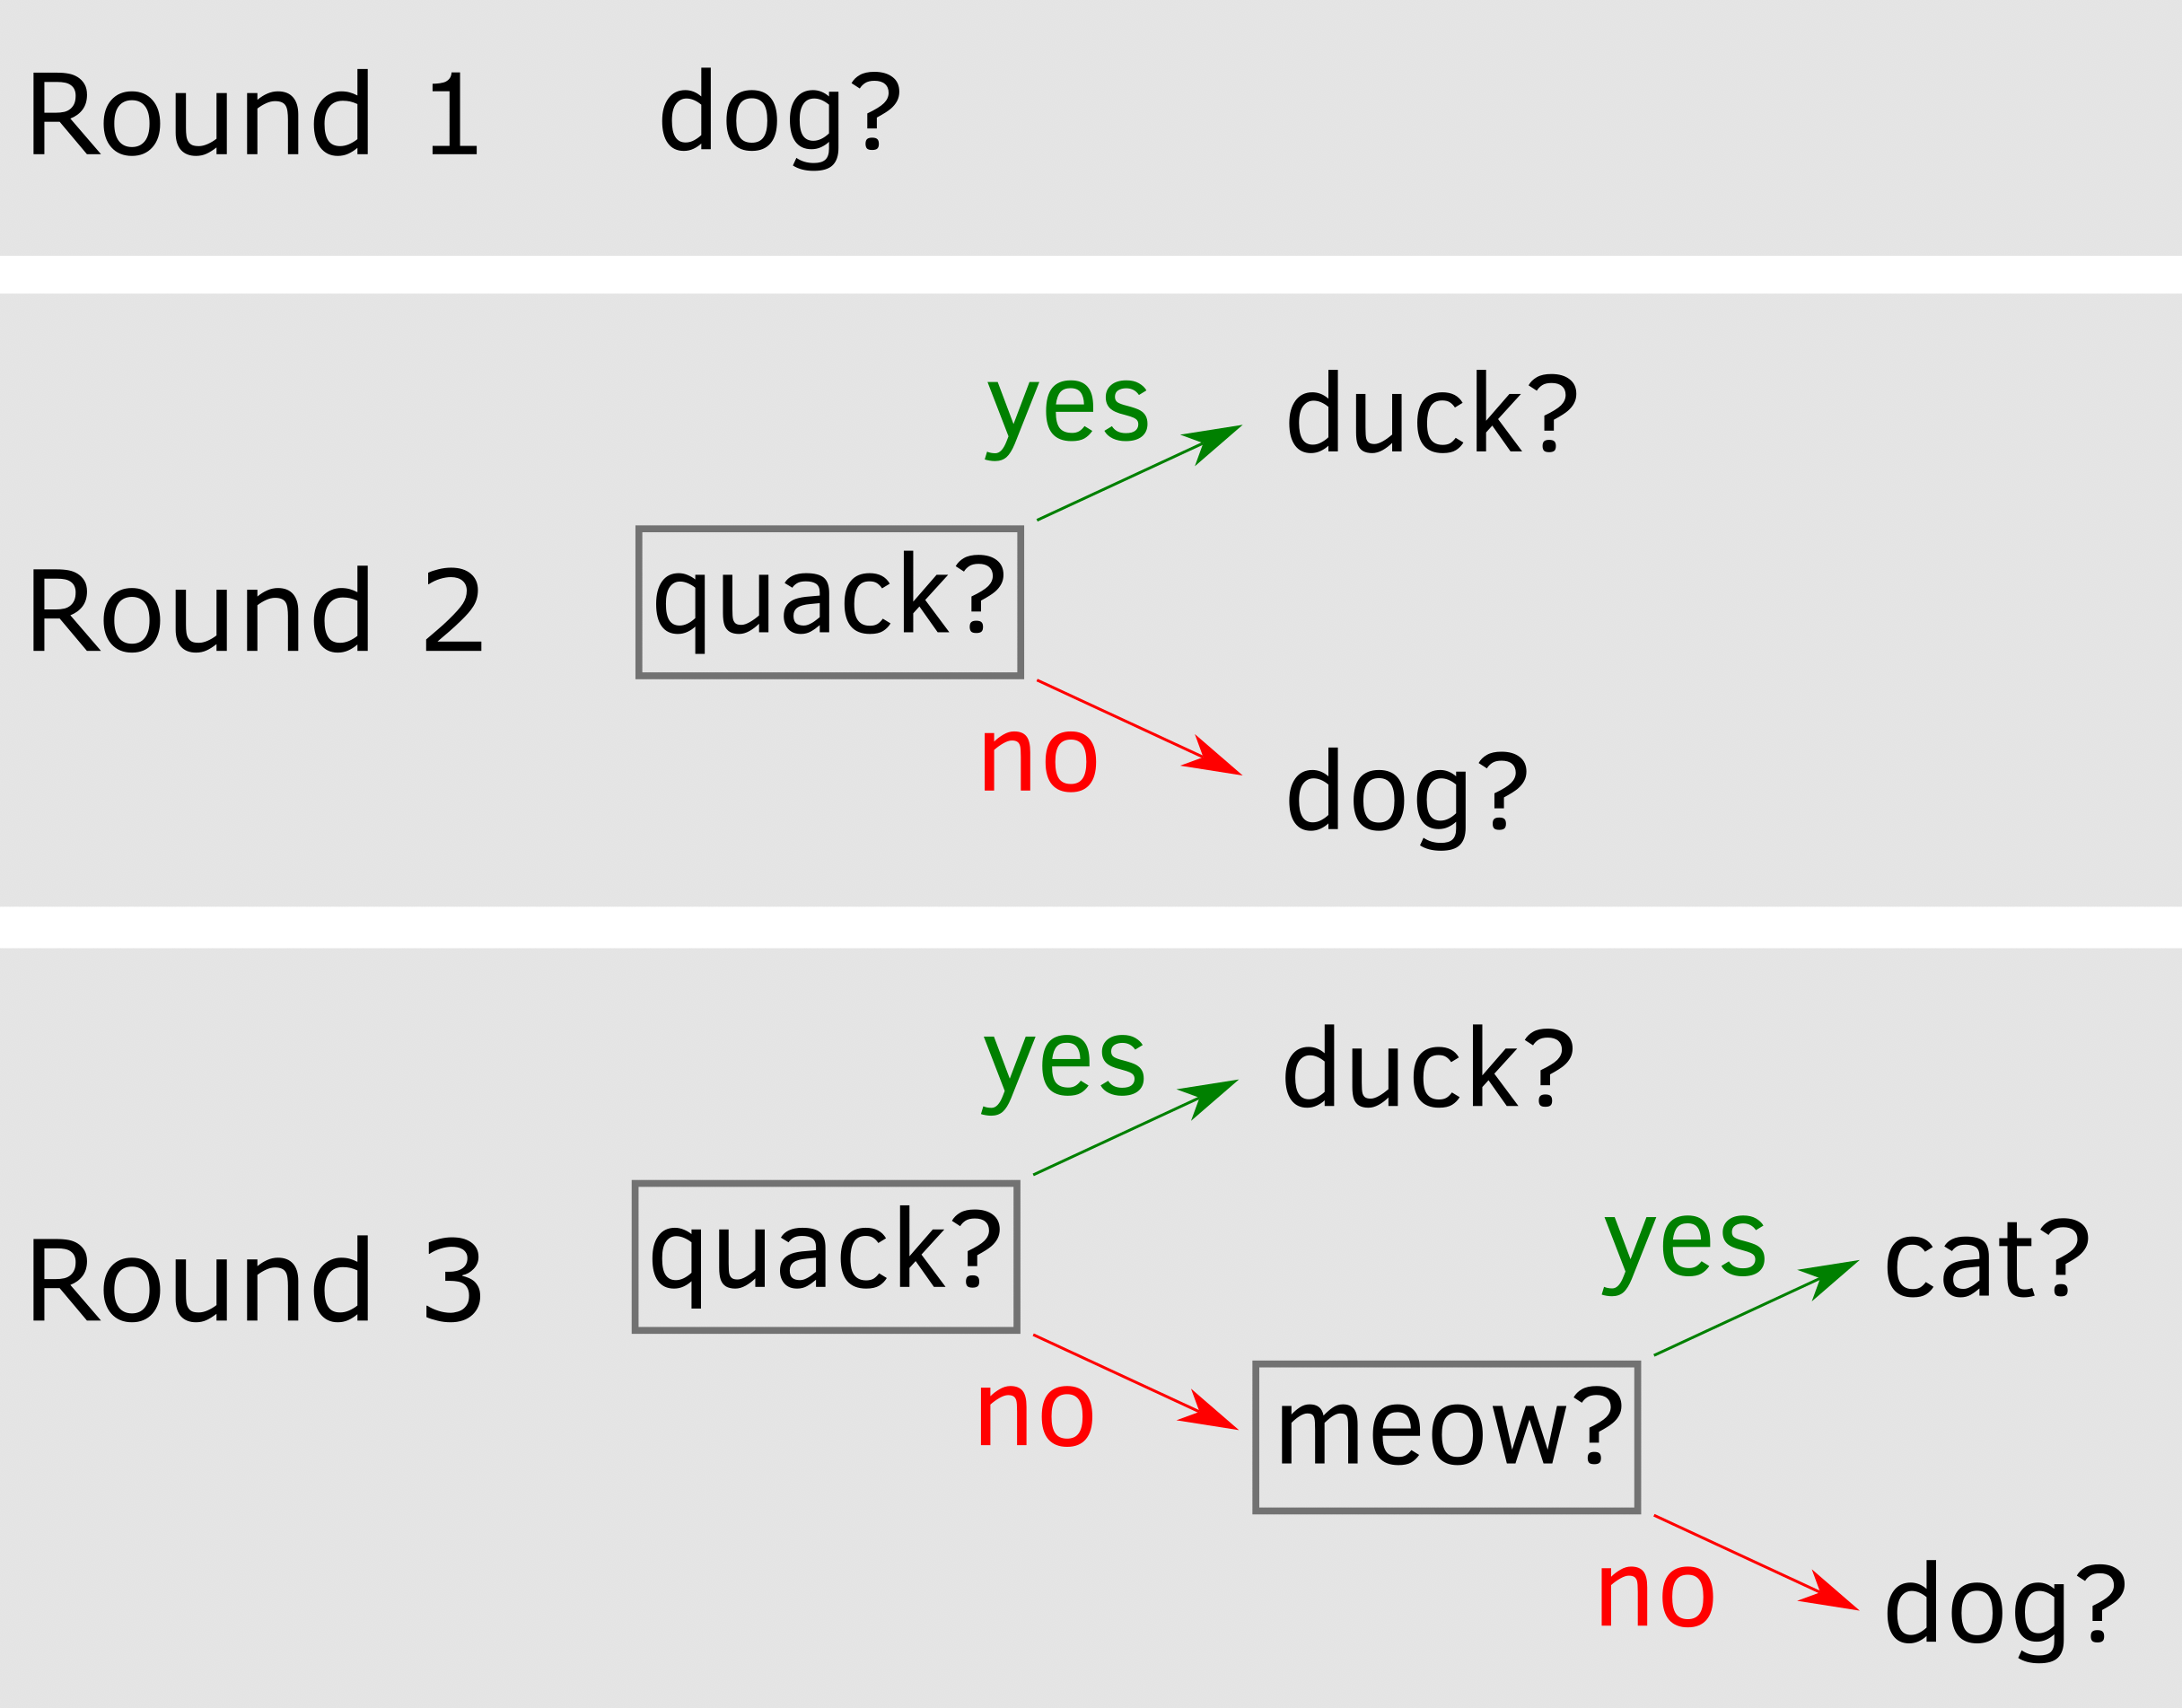 Round 1 dog?
yes duck?
Round 2 quack?
no
dog?
yes duck?
yes cat?
Round 3 quack?
no meow?
no dog?